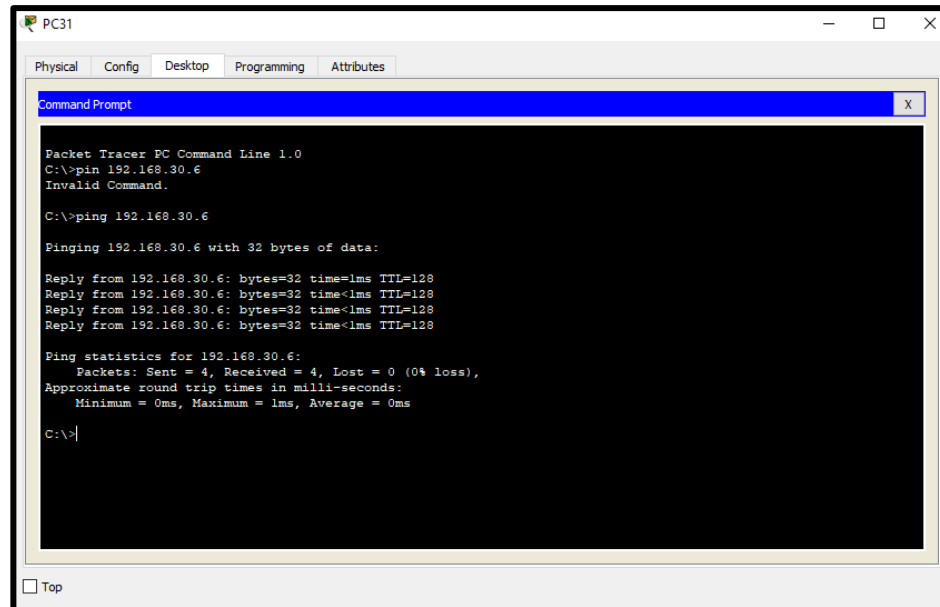 PC31
Physical Config Desktop Programming Attributes
Command Prompt
X
Packet Tracer PC Command Line 1.0
C:\>pin 192.168.30.6
Invalid Command.
C:\>ping 192.168.30.6
Pinging 192.168.30.6 with 32 bytes of data:
Reply from 192.168.30.6: bytes=32 time=1ms TTL=128
Reply from 192.168.30.6: bytes=32 time<1ms TTL=128
Reply from 192.168.30.6: bytes=32 time<1ms TTL=128
Reply from 192.168.30.6: bytes=32 time<1ms TTL=128
Ping statistics for 192.168.30.6:
Packets: Sent = 4, Received = 4, Lost = 0 (0% loss),
Approximate round trip times in milli-seconds:
Minimum = 0ms, Maximum = 1ms, Average = 0ms
C:\>
Top